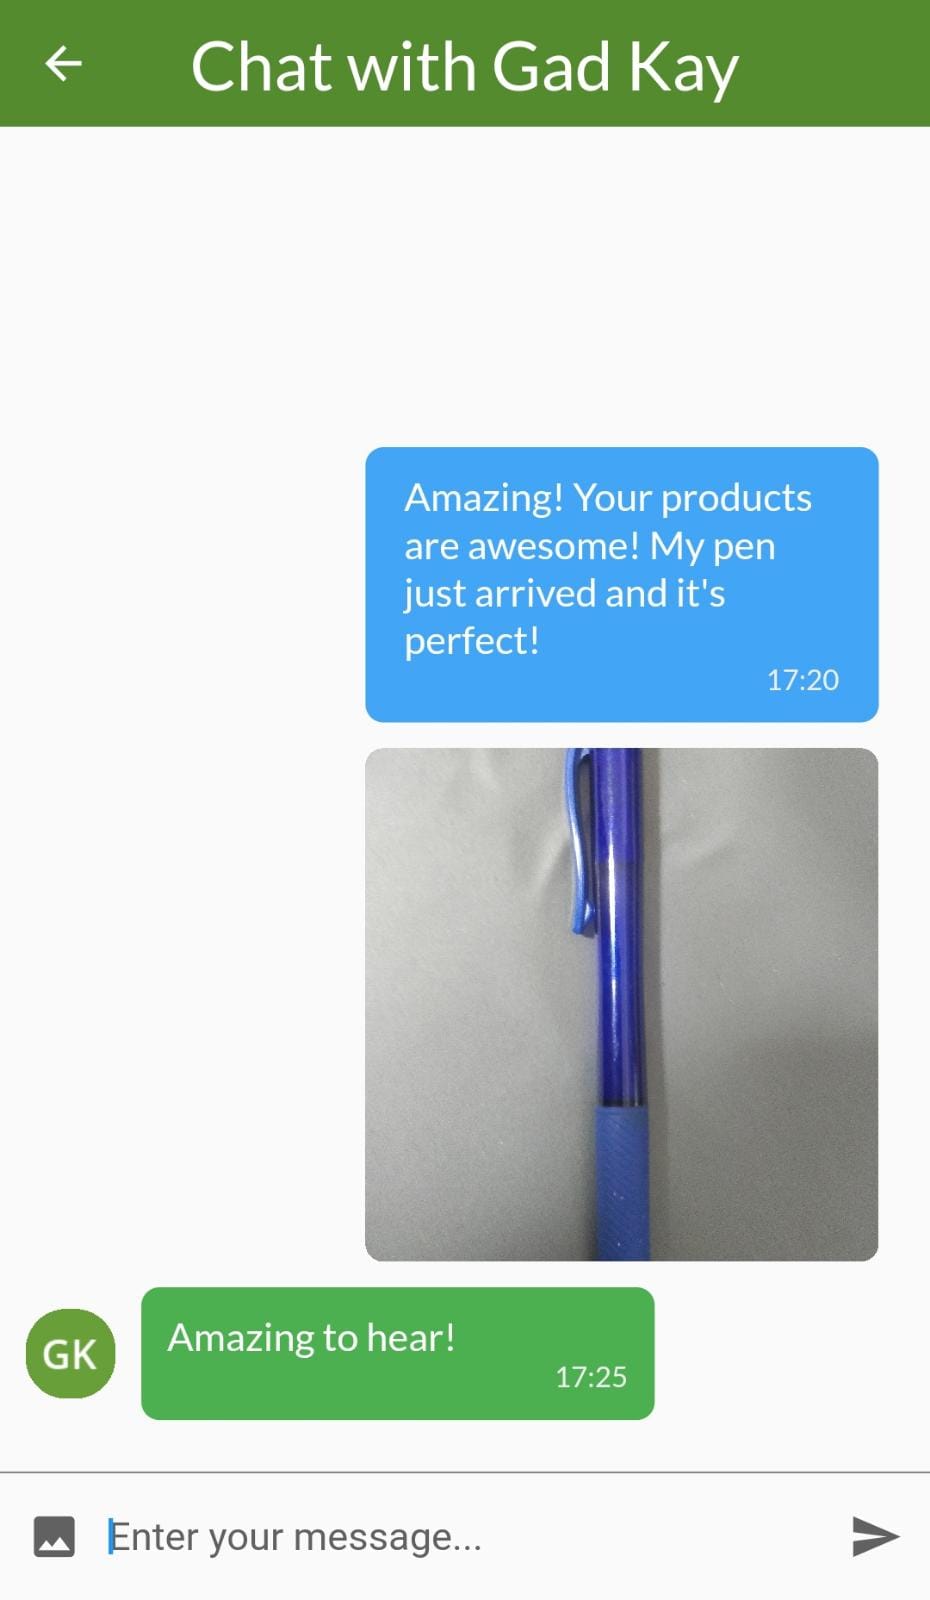 Chat with Gad Kay
Amazing! Your products
are awesome! My pen
just arrived and it's
perfect!
17:20
GK
Amazing to hear!
17:25
Enter your message...